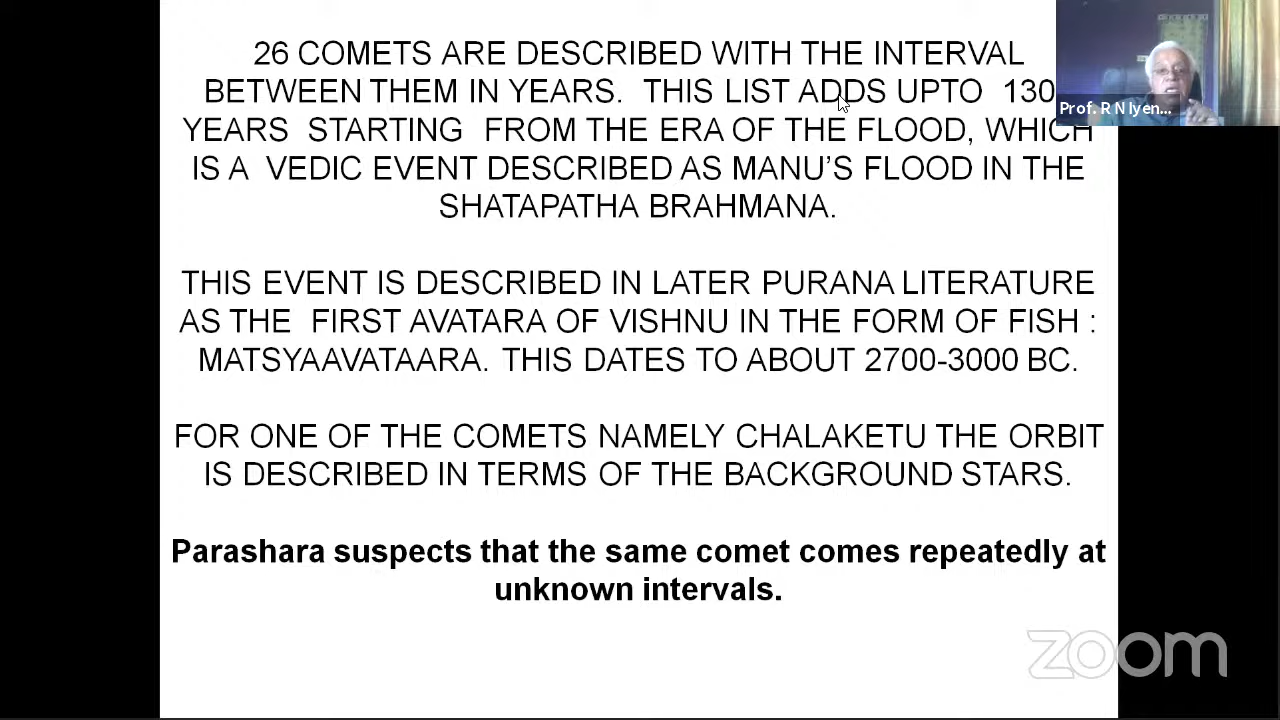 26 COMETS ARE DESCRIBED WITH THE INTERVAL
BETWEEN THEM IN YEARS. THIS LIST ADDS UPTO 130
YEARS STARTING FROM THE ERA OF THE FLOOD, WHICH
IS A VEDIC EVENT DESCRIBED AS MANU'S FLOOD IN THE
SHATAPATHA BRAHMANA.
THIS EVENT IS DESCRIBED IN LATER PURANA LITERATURE
AS THE FIRST AVATARA OF VISHNU IN THE FORM OF FISH :
MATSYAAVATAARA. THIS DATES TO ABOUT 2700-3000 BC.
FOR ONE OF THE COMETS NAMELY CHALAKETU THE ORBIT
IS DESCRIBED IN TERMS OF THE BACKGROUND STARS.
Parashara suspects that the same comet comes repeatedly at
unknown intervals.
Prof. R N Iyen...
zoom